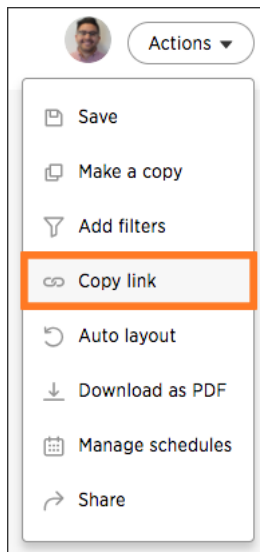 Actions
Save
Make a copy
Add filters
Copy link
Auto layout
Download as PDF
Manage schedules
Share